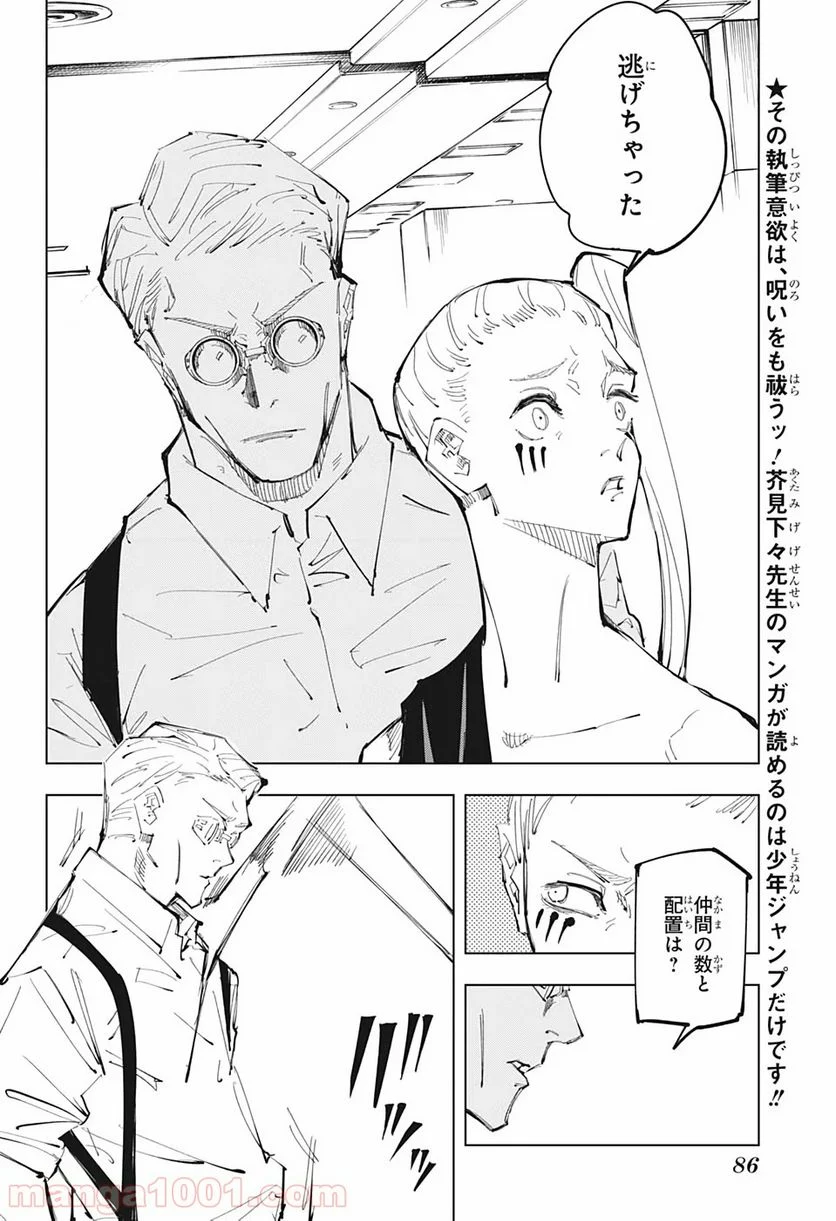 ★その執筆意欲は、呪いをも祓うッ!芥見下々先生のマンガが読めるのは少年ジャンプだけです!!
逃げちゃった
仲間の数と
配置は?
86
manga1001.com